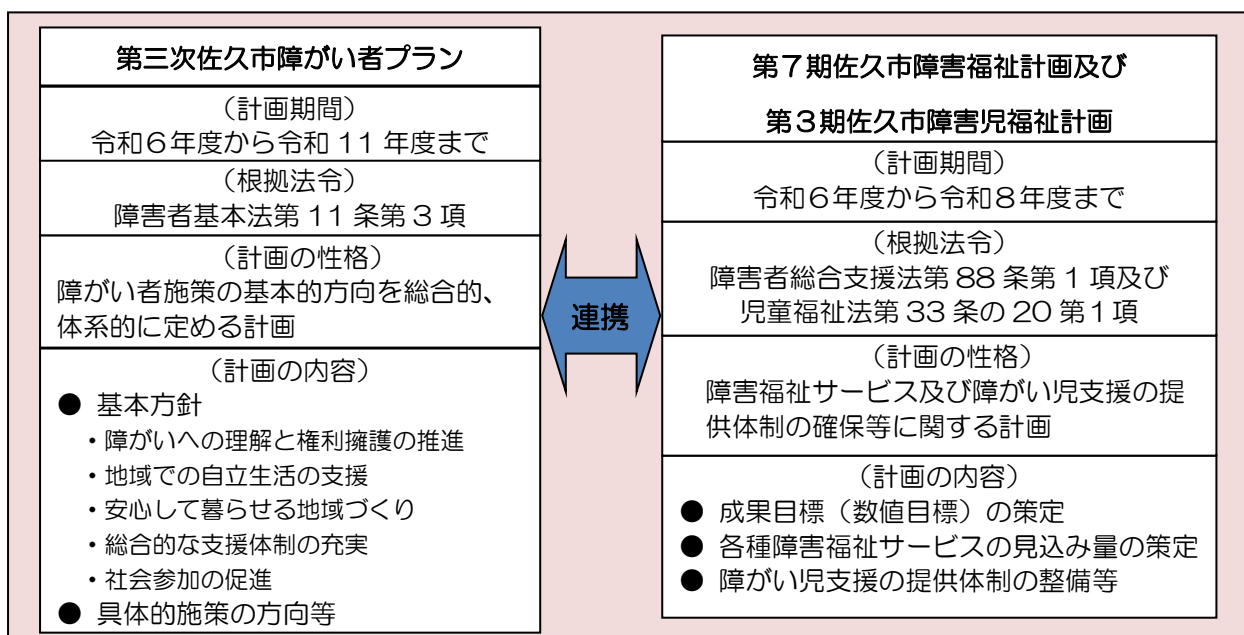 第三次佐久市障がい者プラン
（計画期間）
令和６年度から令和 11 年度まで
（根拠法令）
障害者基本法第 11 条第 3 項
（計画の性格）
障がい者施策の基本的方向を総合的、
体系的に定める計画
（計画の内容）
● 基本方針
・障がいへの理解と権利擁護の推進
・地域での自立生活の支援
・安心して暮らせる地域づくり
・総合的な支援体制の充実
・社会参加の促進
● 具体的施策の方向等
連携
第７期佐久市障害福祉計画及び
第３期佐久市障害児福祉計画
（計画期間）
令和６年度から令和８年度まで
（根拠法令）
障害者総合支援法第 88 条第 1 項及び
児童福祉法第 33 条の 20 第１項
（計画の性格）
障害福祉サービス及び障がい児支援の提
供体制の確保等に関する計画
（計画の内容）
● 成果目標（数値目標）の策定
● 各種障害福祉サービスの見込み量の策定
● 障がい児支援の提供体制の整備等